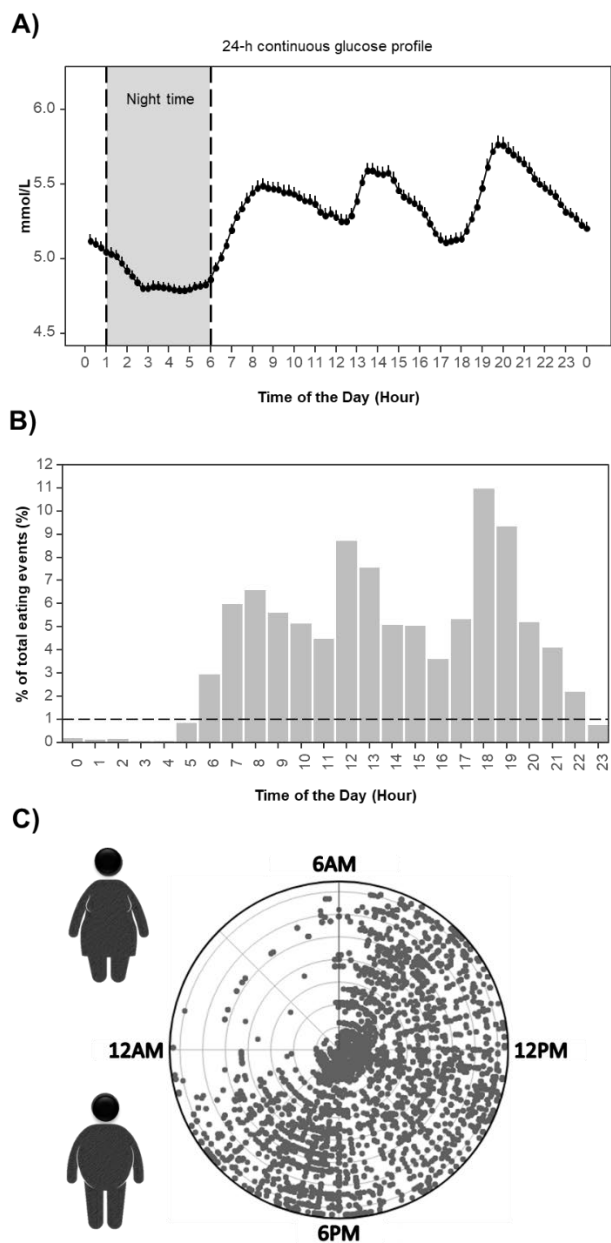 A)
24-h continuous glucose profile
Night time
6.0
5.5
5.0
4.5
mmol/L
0 1 2 3 4 5 6 7 8 9 10 11 12 13 14 15 16 17 18 19 20 21 22 23 0
Time of the Day (Hour)
B)
12
11
10
9
8
7
6
5
4
3
2
1
0
% of total eating events (%)
0 1 2 3 4 5 6 7 8 9 10 11 12 13 14 15 16 17 18 19 20 21 22 23
Time of the Day (Hour)
C)
6AM
12AM
12PM
6PM